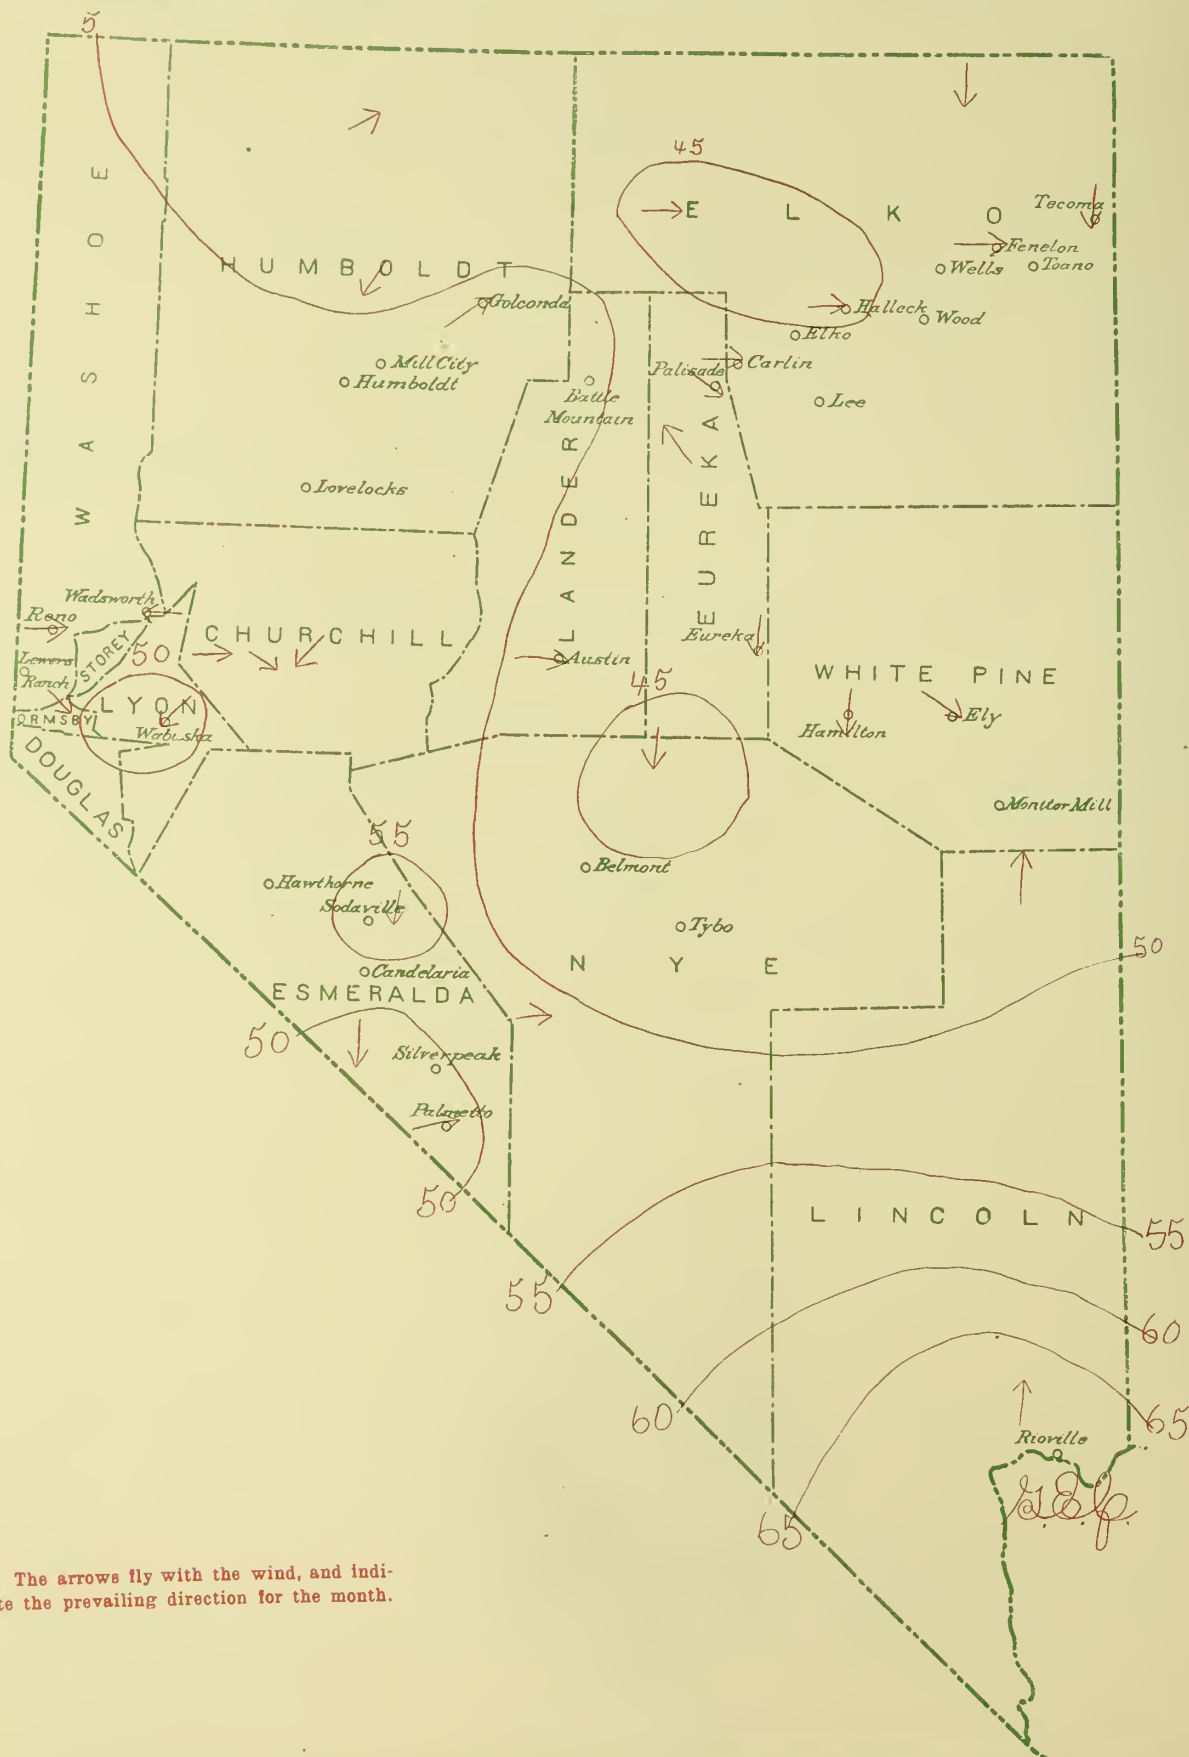 5
45
WASHOE
HUMBOLDT
ELKO
Tecoma
Fenelon
Wells
Toano
Golconda
Halleck
Wood
Elko
Mill City
Humboldt
Palisade
Carlin
Battle
Mountain
Lee
Lovelocks
LANDER
EUREKA
Wadsworth
Reno
STOREY
CHURCHILL
Eureka
50
Lewers
Ranch
Austin
45
WHITE PINE
LYON
ORMSBY
Wabuska
Hamilton
Ely
DOUGLAS
Monitor Mill
55
Hawthorne
Belmont
Sodaville
Tybo
50
NYE
Candelaria
ESMERALDA
50
Silverpeak
Palmetto
50
LINCOLN
55
55
60
60
65
Rioville
G.E.P.
65
The arrows fly with the wind, and indi-
te the prevailing direction for the month.